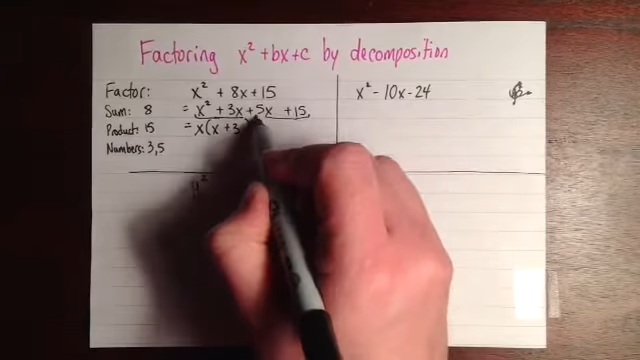 Factoring x² + bx + c by decomposition
Factor: x² + 8x + 15
Sum: 8 = x² + 3x + 5x + 15
Product: 15 = x(x + 3
Numbers: 3, 5
x² - 10x - 24
y²